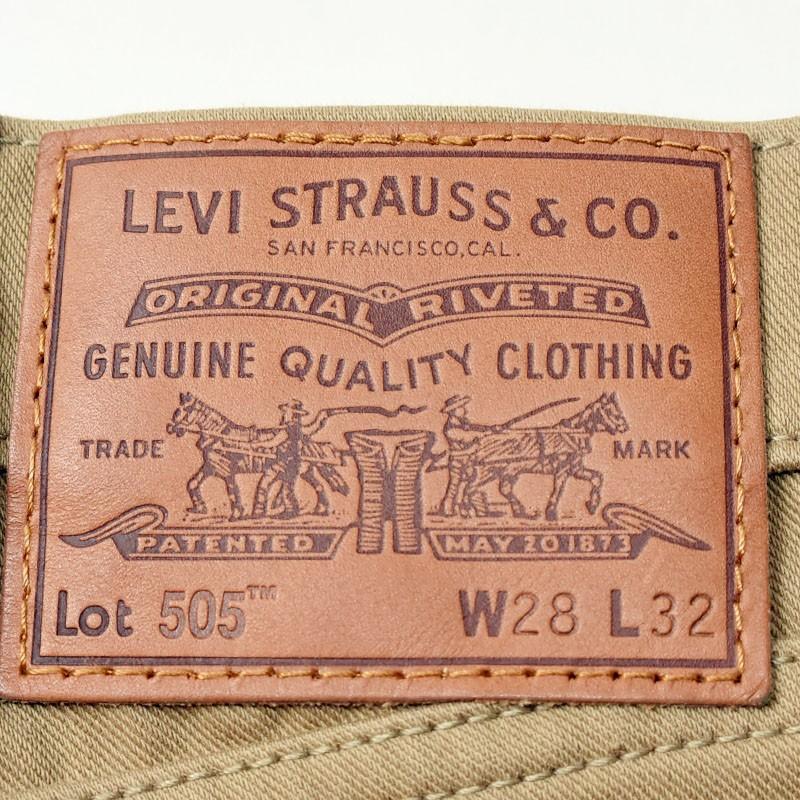 LEVI STRAUSS & CO.
SAN FRANCISCO, CAL.
ORIGINAL RIVETED
GENUINE QUALITY CLOTHING
TRADE MARK
PATENTED MAY 20 1873
Lot 505™ W28 L32